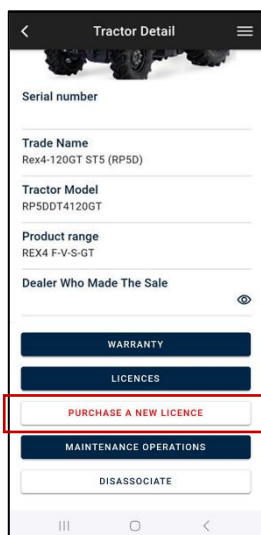 Tractor Detail
Serial number
Trade Name
Rex4-120GT ST5 (RP5D)
Tractor Model
RP5DDT4120GT
Product range
REX4 F-V-S-GT
Dealer Who Made The Sale
WARRANTY
LICENCES
PURCHASE A NEW LICENCE
MAINTENANCE OPERATIONS
DISASSOCIATE